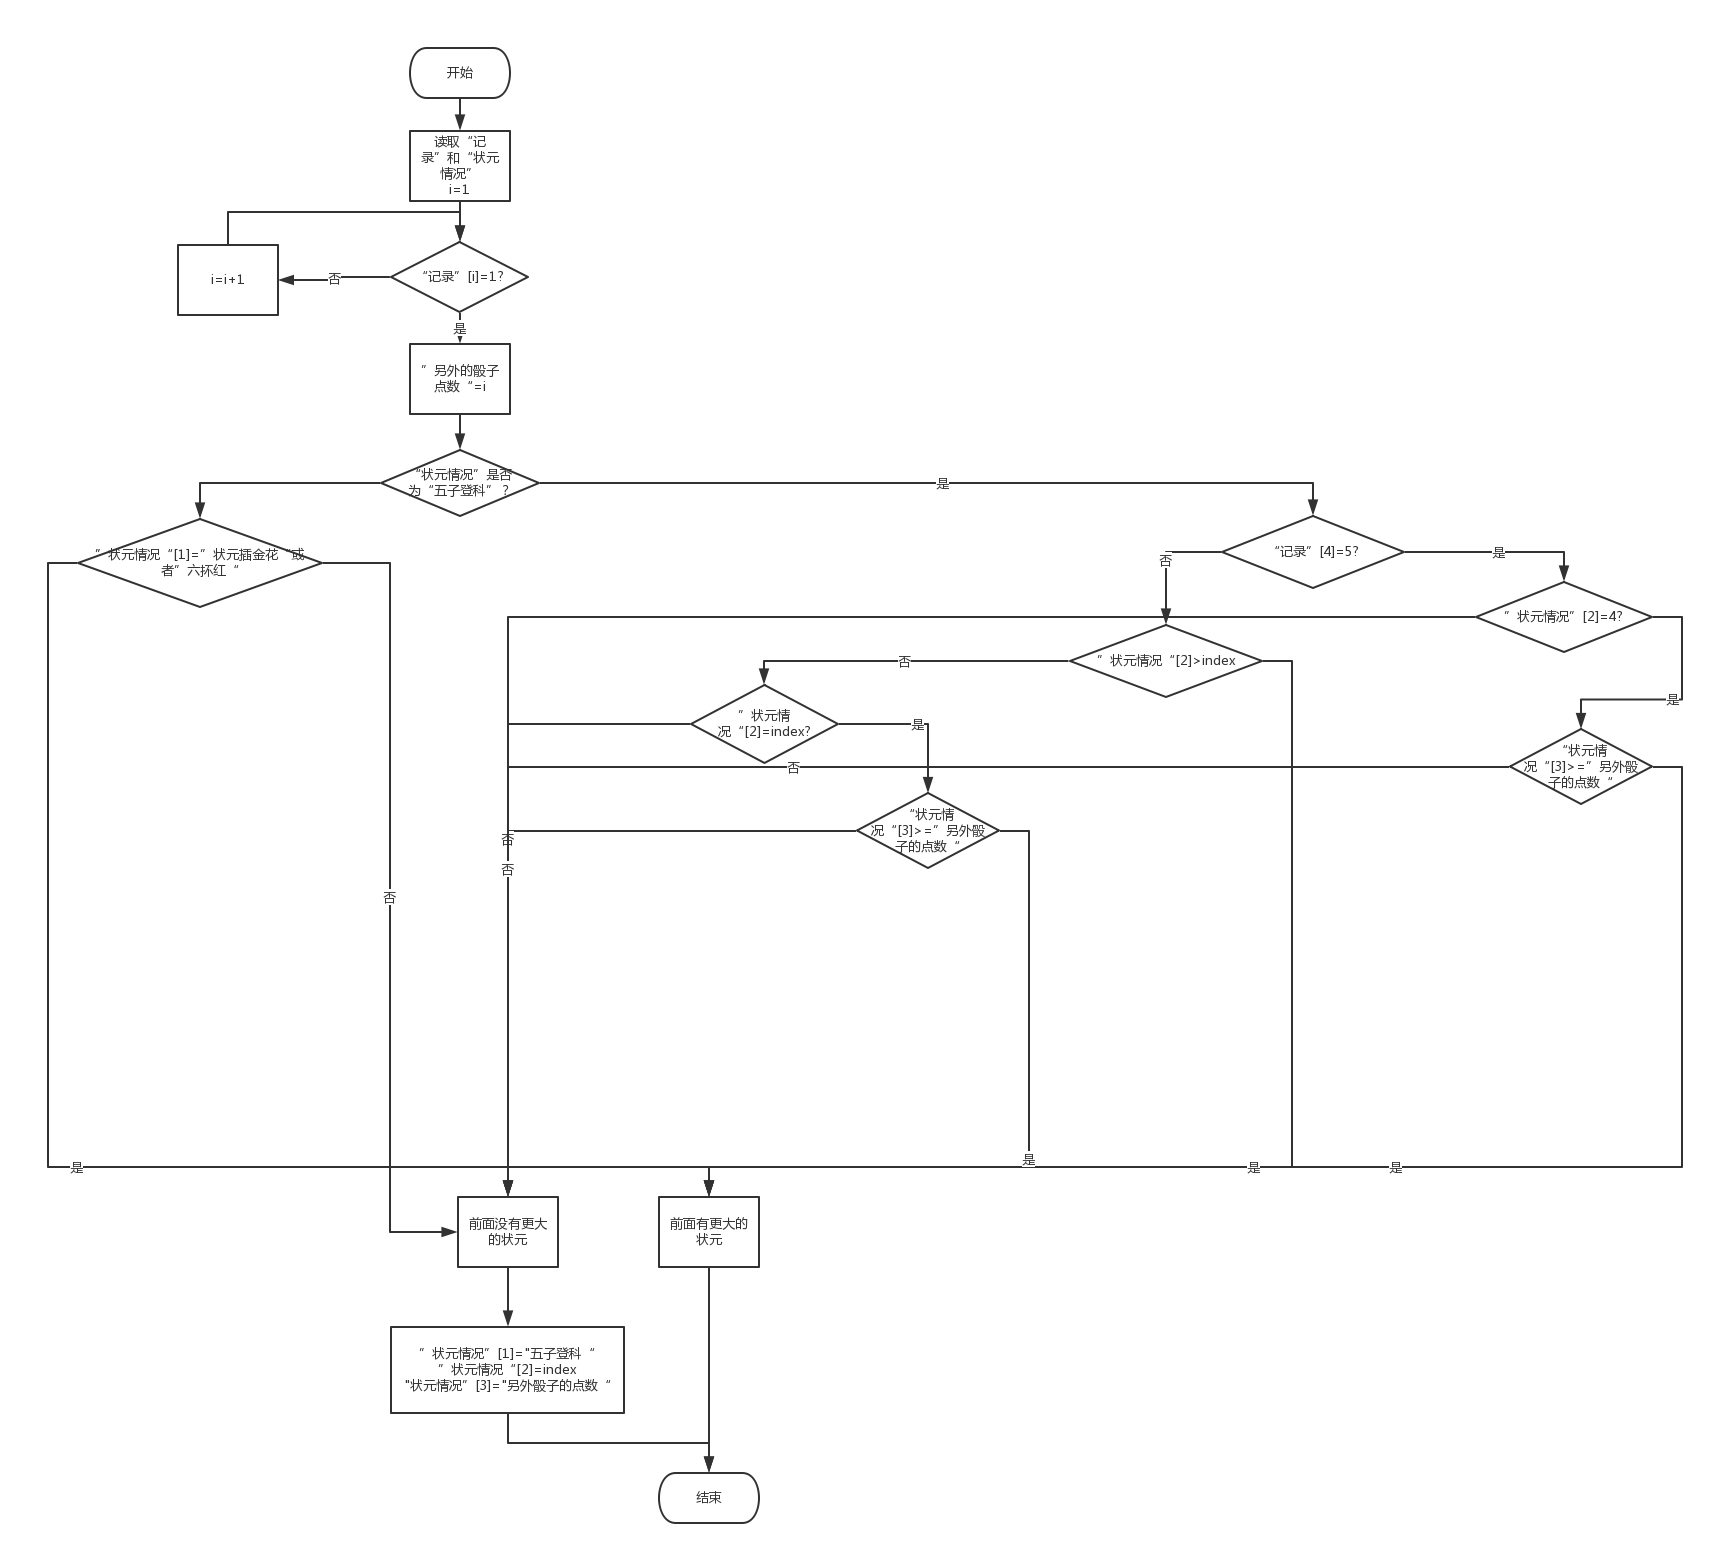 开始
读取“记
录”和“状元
情况”
i=1
“记录”[i]=1?
否
i=i+1
是
”另外的骰子
点数“=i
“状元情况”是否
为“五子登科”？
是
”状元情况“[1]=”状元插金花“或
者”六抔红“
“记录”[4]=5?
否
是
”状元情况”[2]=4?
”状元情况“[2]>index
否
是
”状元情
况“[2]=index?
是
“状元情
况“[3]>=”另外骰
子的点数“
否
“状元情
况“[3]>=”另外骰
子的点数“
否
否
否
是
是
是
是
前面没有更大
的状元
前面有更大的
状元
”状元情况”[1]="五子登科“
”状元情况“[2]=index
"状元情况”[3]="另外骰子的点数“
结束